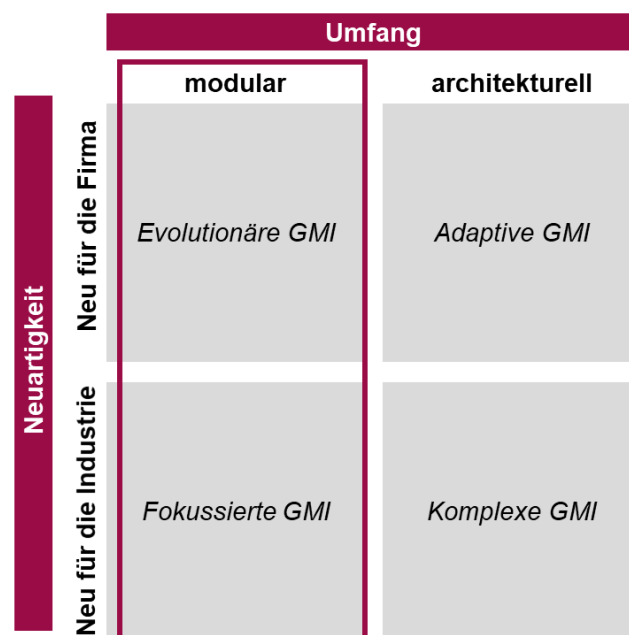 Umfang
modular
architekturell
Neuartigkeit
Neu für die Firma
Evolutionäre GMI
Adaptive GMI
Neu für die Industrie
Fokussierte GMI
Komplexe GMI